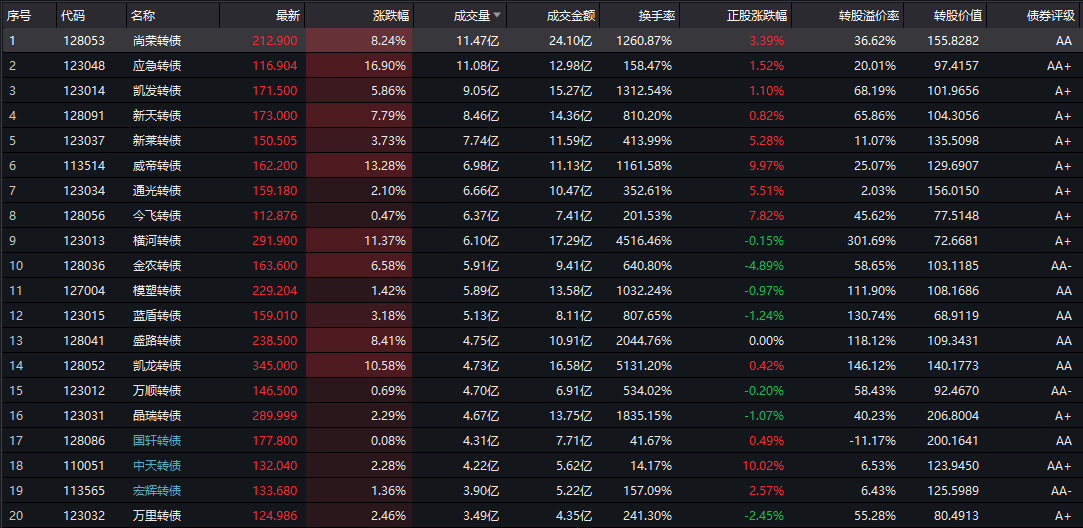 序号 代码 名称 最新 涨跌幅 成交量 成交金额 换手率 正股涨跌幅 转股溢价率 转股价值 债券评级
1 128053 尚荣转债 212.900 8.24% 11.47亿 24.10亿 1260.87% 3.39% 36.62% 155.8282 AA
2 123048 应急转债 116.904 16.90% 11.08亿 12.98亿 158.47% 1.52% 20.01% 97.4157 AA+
3 123014 凯发转债 171.500 5.86% 9.05亿 15.27亿 1312.54% 1.10% 68.19% 101.9656 A+
4 128091 新天转债 173.000 7.79% 8.46亿 14.36亿 810.20% 0.82% 65.86% 104.3056 A+
5 123037 新莱转债 150.505 3.73% 7.74亿 11.59亿 413.99% 5.28% 11.07% 135.5098 A+
6 113514 威帝转债 162.200 13.28% 6.98亿 11.13亿 1161.58% 9.97% 25.07% 129.6907 A+
7 123034 通光转债 159.180 2.10% 6.66亿 10.47亿 352.61% 5.51% 2.03% 156.0150 A+
8 128056 今飞转债 112.876 0.47% 6.37亿 7.41亿 201.53% 7.82% 45.62% 77.5148 A+
9 123013 横河转债 291.900 11.37% 6.10亿 17.29亿 4516.46% -0.15% 301.69% 72.6681 A+
10 128036 金农转债 163.600 6.58% 5.91亿 9.41亿 640.80% -4.89% 58.65% 103.1185 AA-
11 127004 模塑转债 229.204 1.42% 5.89亿 13.58亿 1032.24% -0.97% 111.90% 108.1686 AA
12 123015 蓝盾转债 159.010 3.18% 5.13亿 8.11亿 807.65% -1.24% 130.74% 68.9119 AA
13 128041 盛路转债 238.500 8.41% 4.75亿 10.91亿 2044.76% 0.00% 118.12% 109.3431 AA
14 128052 凯龙转债 345.000 10.58% 4.73亿 16.58亿 5131.20% 0.42% 146.12% 140.1773 AA
15 123012 万顺转债 146.500 0.69% 4.70亿 6.91亿 534.02% -0.20% 58.43% 92.4670 AA-
16 123031 晶瑞转债 289.999 2.29% 4.67亿 13.75亿 1835.15% -1.07% 40.23% 206.8004 A+
17 128086 国轩转债 177.800 0.08% 4.31亿 7.71亿 41.67% 0.49% -11.17% 200.1641 AA
18 110051 中天转债 132.040 2.28% 4.22亿 5.62亿 14.17% 10.02% 6.53% 123.9450 AA+
19 113565 宏辉转债 133.680 1.36% 3.90亿 5.22亿 157.09% 2.57% 6.43% 125.5989 AA-
20 123032 万里转债 124.986 2.46% 3.49亿 4.35亿 241.30% -2.45% 55.28% 80.4913 A+